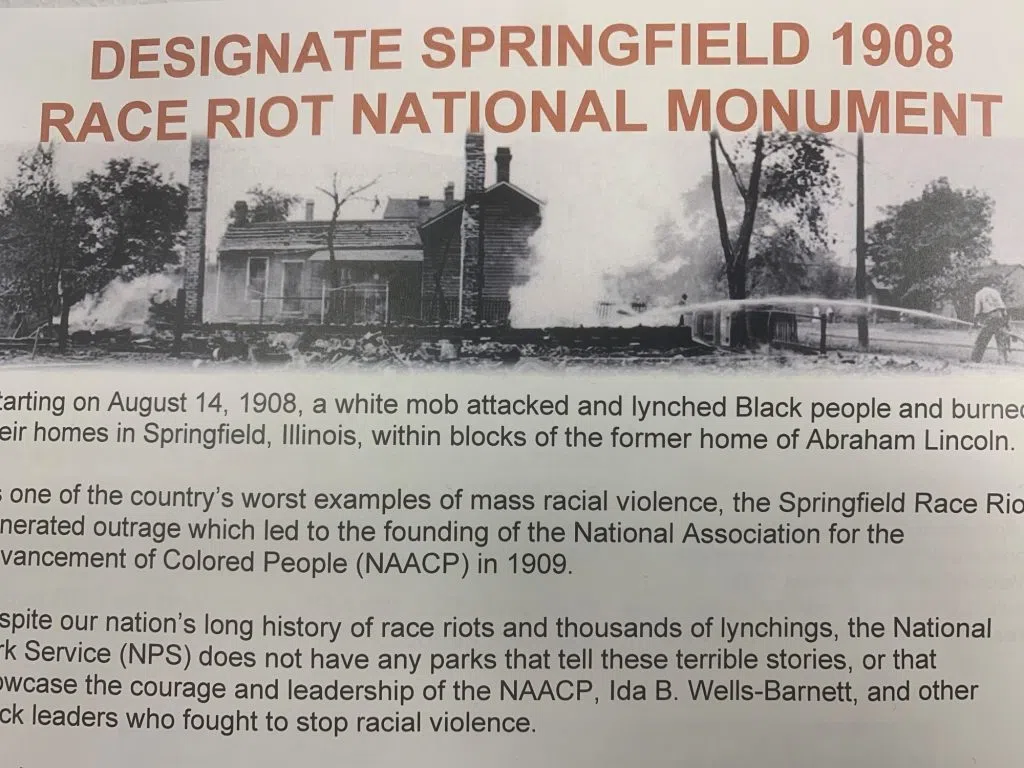 DESIGNATE SPRINGFIELD 1908
RACE RIOT NATIONAL MONUMENT
tarting on August 14, 1908, a white mob attacked and lynched Black people and burned
eir homes in Springfield, Illinois, within blocks of the former home of Abraham Lincoln.
s one of the country's worst examples of mass racial violence, the Springfield Race Rio
nerated outrage which led to the founding of the National Association for the
vancement of Colored People (NAACP) in 1909.
spite our nation's long history of race riots and thousands of lynchings, the National
rk Service (NPS) does not have any parks that tell these terrible stories, or that
owcase the courage and leadership of the NAACP, Ida B. Wells-Barnett, and other
ck leaders who fought to stop racial violence.